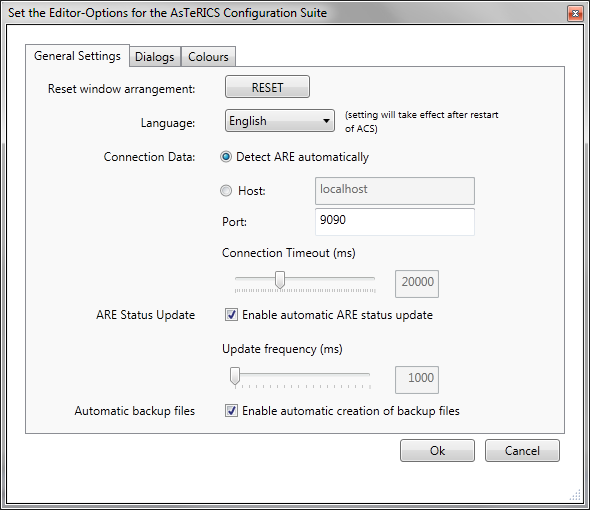 Set the Editor-Options for the AsTeRICS Configuration Suite
General Settings
Dialogs
Colours
Reset window arrangement:
RESET
Language:
English
(setting will take effect after restart
of ACS)
Connection Data:
Detect ARE automatically
Host:
localhost
Port:
9090
Connection Timeout (ms)
20000
ARE Status Update
Enable automatic ARE status update
Update frequency (ms)
1000
Automatic backup files
Enable automatic creation of backup files
Ok
Cancel